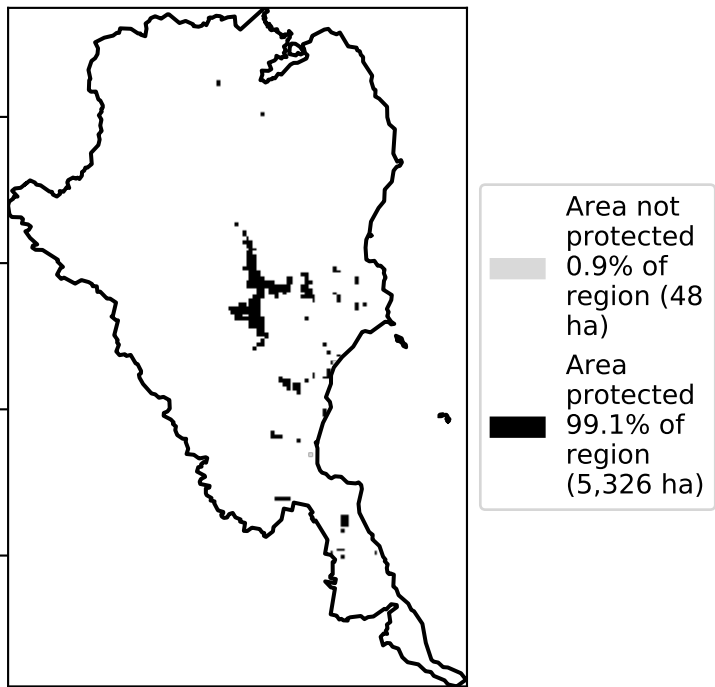 Area not
protected
0.9% of
region (48
ha)
Area
protected
99.1% of
region
(5,326 ha)